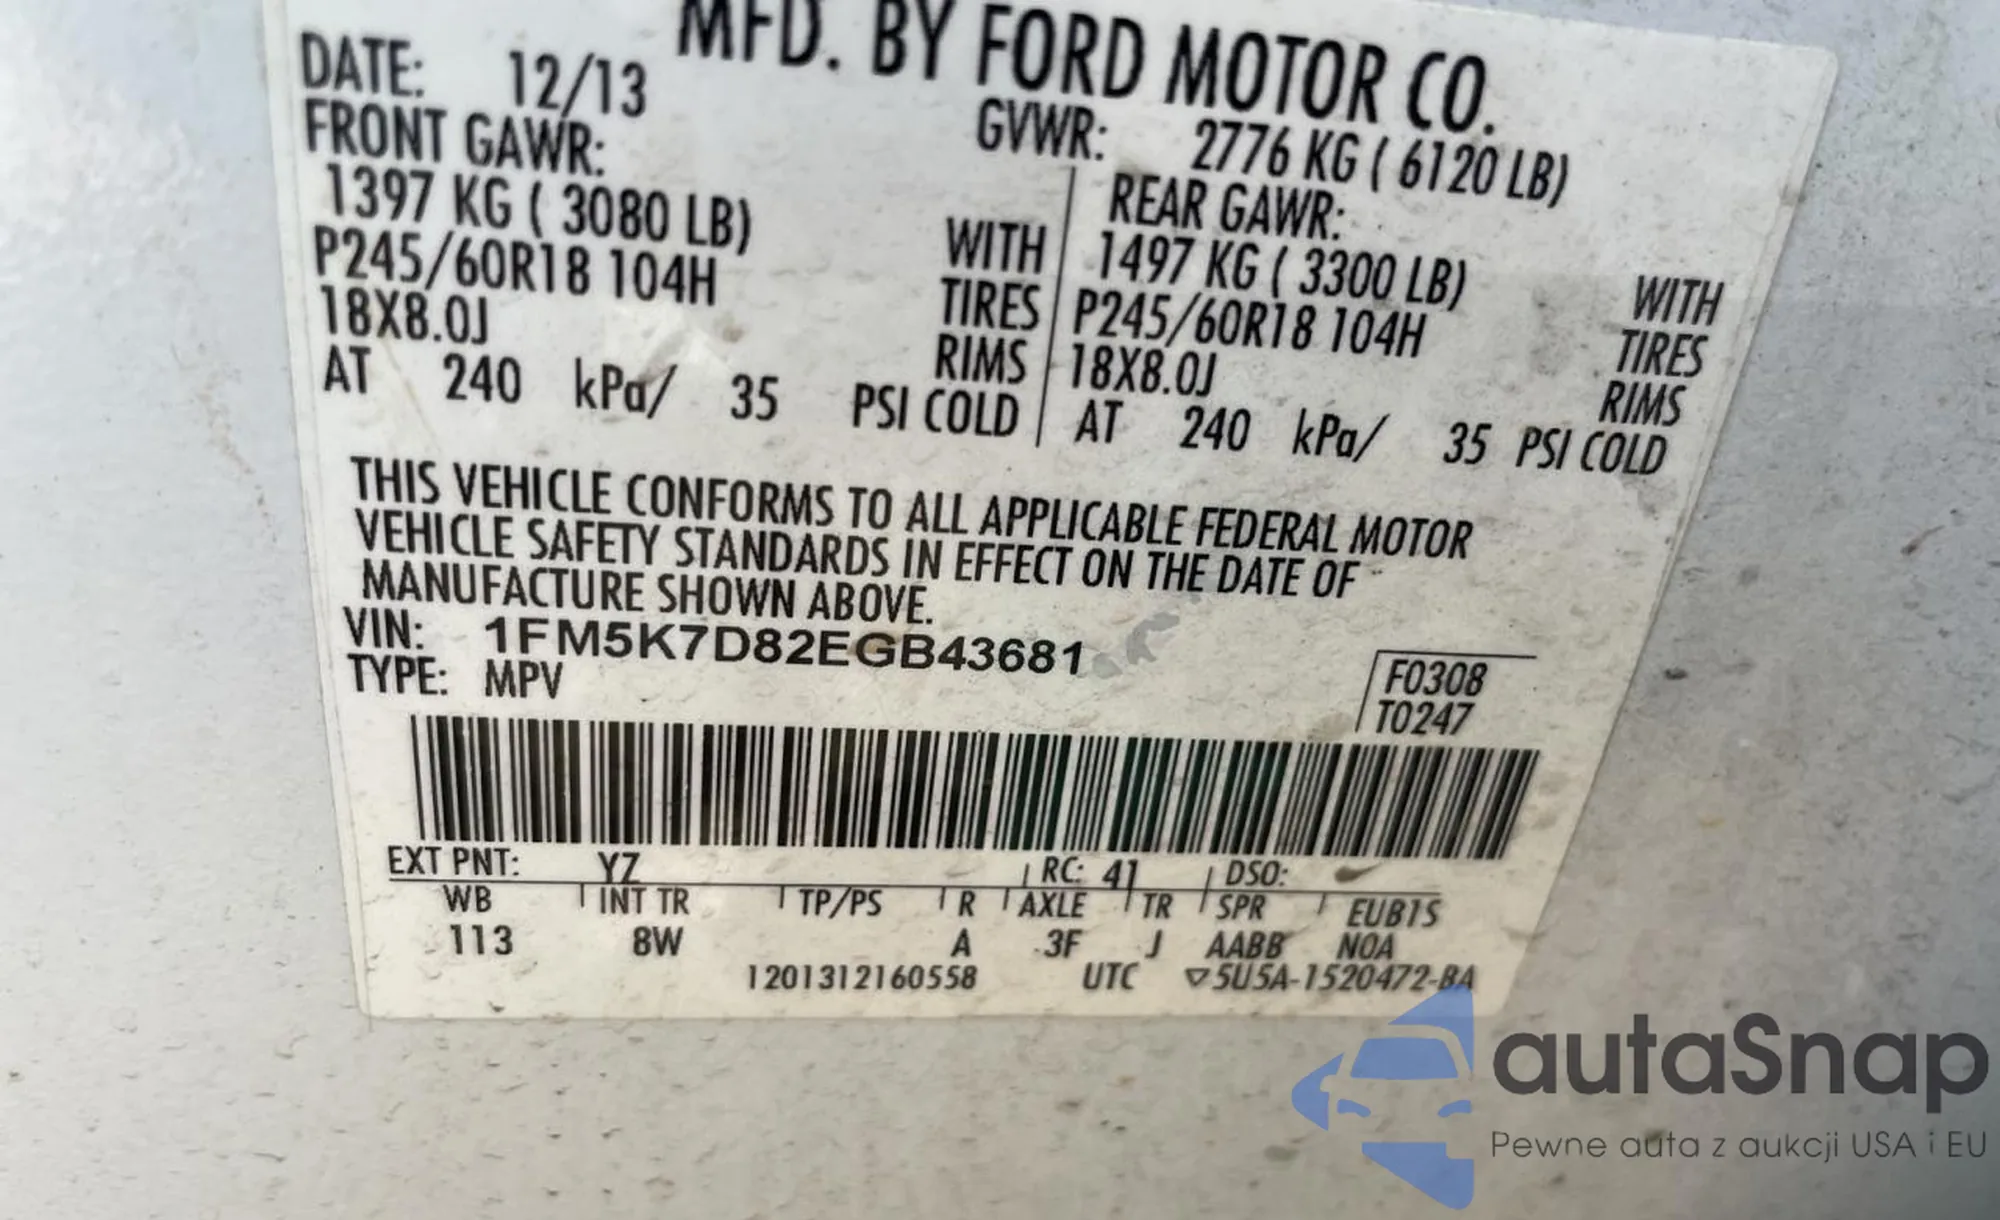 MFD. BY FORD MOTOR CO.
DATE: 12/13
GVWR: 2776 KG ( 6120 LB)
FRONT GAWR:
1397 KG ( 3080 LB) WITH
P245/60R18 104H TIRES
18X8.0J RIMS
AT 240 kPa/ 35 PSI COLD
REAR GAWR:
1497 KG ( 3300 LB) WITH
P245/60R18 104H TIRES
18X8.0J RIMS
AT 240 kPa/ 35 PSI COLD
THIS VEHICLE CONFORMS TO ALL APPLICABLE FEDERAL MOTOR
VEHICLE SAFETY STANDARDS IN EFFECT ON THE DATE OF
MANUFACTURE SHOWN ABOVE.
VIN: 1FM5K7D82EGB43681
TYPE: MPV
F0308
T0247
EXT PNT: YZ RC: 41 DSO:
WB INT TR TP/PS R AXLE TR SPR EUB1S
113 8W A 3F J AABB NOA
1201312160558 UTC ▽5U5A-1520472-BA
autaSnap
Pewne auta z aukcji USA i EU